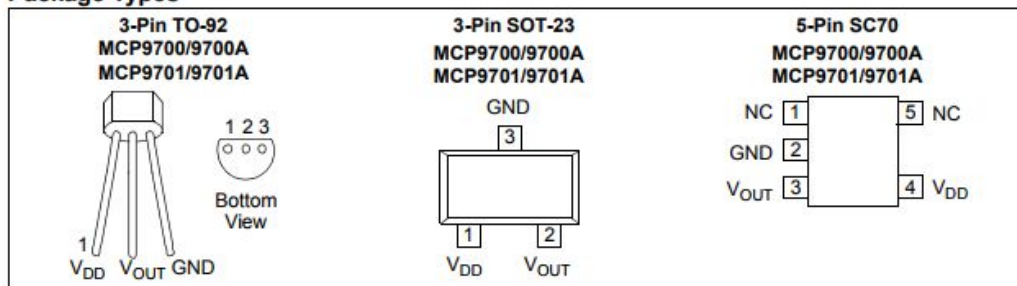 Package Types
3-Pin TO-92
MCP9700/9700A
MCP9701/9701A
1 2 3
Bottom
View
1
VDD VOUT GND
3-Pin SOT-23
MCP9700/9700A
MCP9701/9701A
GND
3
1 2
VDD VOUT
5-Pin SC70
MCP9700/9700A
MCP9701/9701A
NC 1 5 NC
GND 2
VOUT 3 4 VDD